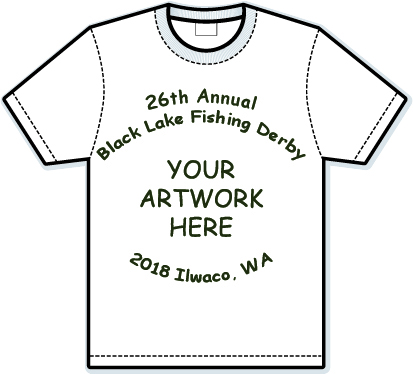 26th Annual
Black Lake Fishing Derby
YOUR
ARTWORK
HERE
2018 Ilwaco, WA